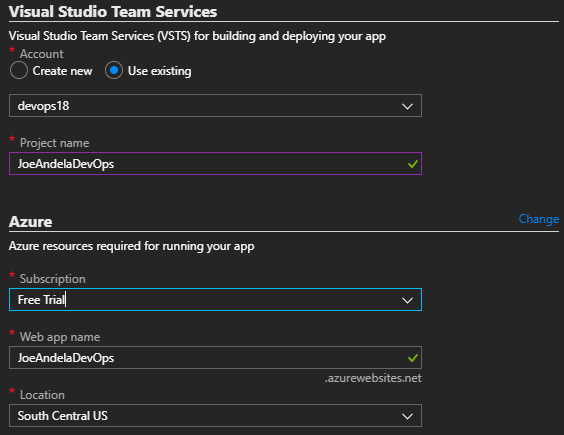 Visual Studio Team Services
Visual Studio Team Services (VSTS) for building and deploying your app
* Account
Create new Use existing
devops18
* Project name
JoeAndelaDevOps
Azure Change
Azure resources required for running your app
* Subscription
Free Trial
* Web app name
JoeAndelaDevOps
.azurewebsites.net
* Location
South Central US